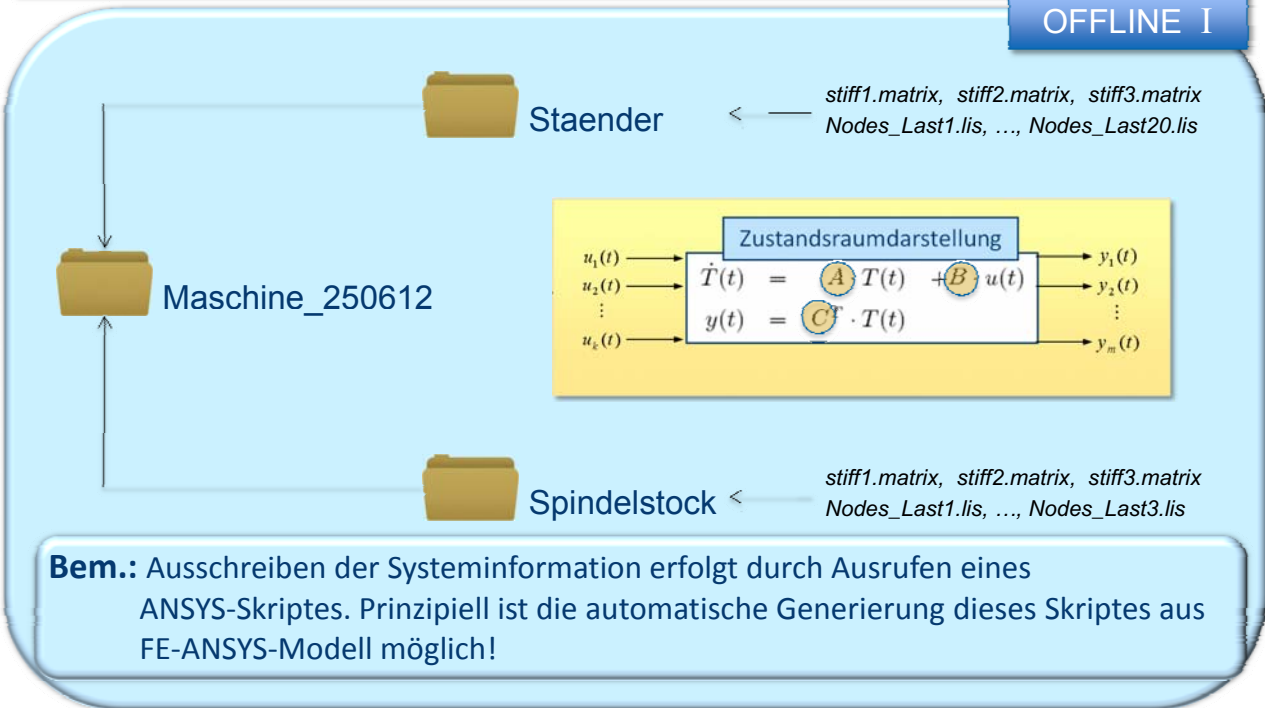 OFFLINE I
Staender
stiff1.matrix, stiff2.matrix, stiff3.matrix
Nodes_Last1.lis, …, Nodes_Last20.lis
Maschine_250612
Zustandsraumdarstellung
u₁(t)
u₂(t)
⋮
uₖ(t)
Ṫ(t) = A T(t) + B u(t)
y(t) = Cᵀ · T(t)
y₁(t)
y₂(t)
⋮
yₘ(t)
Spindelstock
stiff1.matrix, stiff2.matrix, stiff3.matrix
Nodes_Last1.lis, …, Nodes_Last3.lis
Bem.: Ausschreiben der Systeminformation erfolgt durch Ausrufen eines
ANSYS-Skriptes. Prinzipiell ist die automatische Generierung dieses Skriptes aus
FE-ANSYS-Modell möglich!